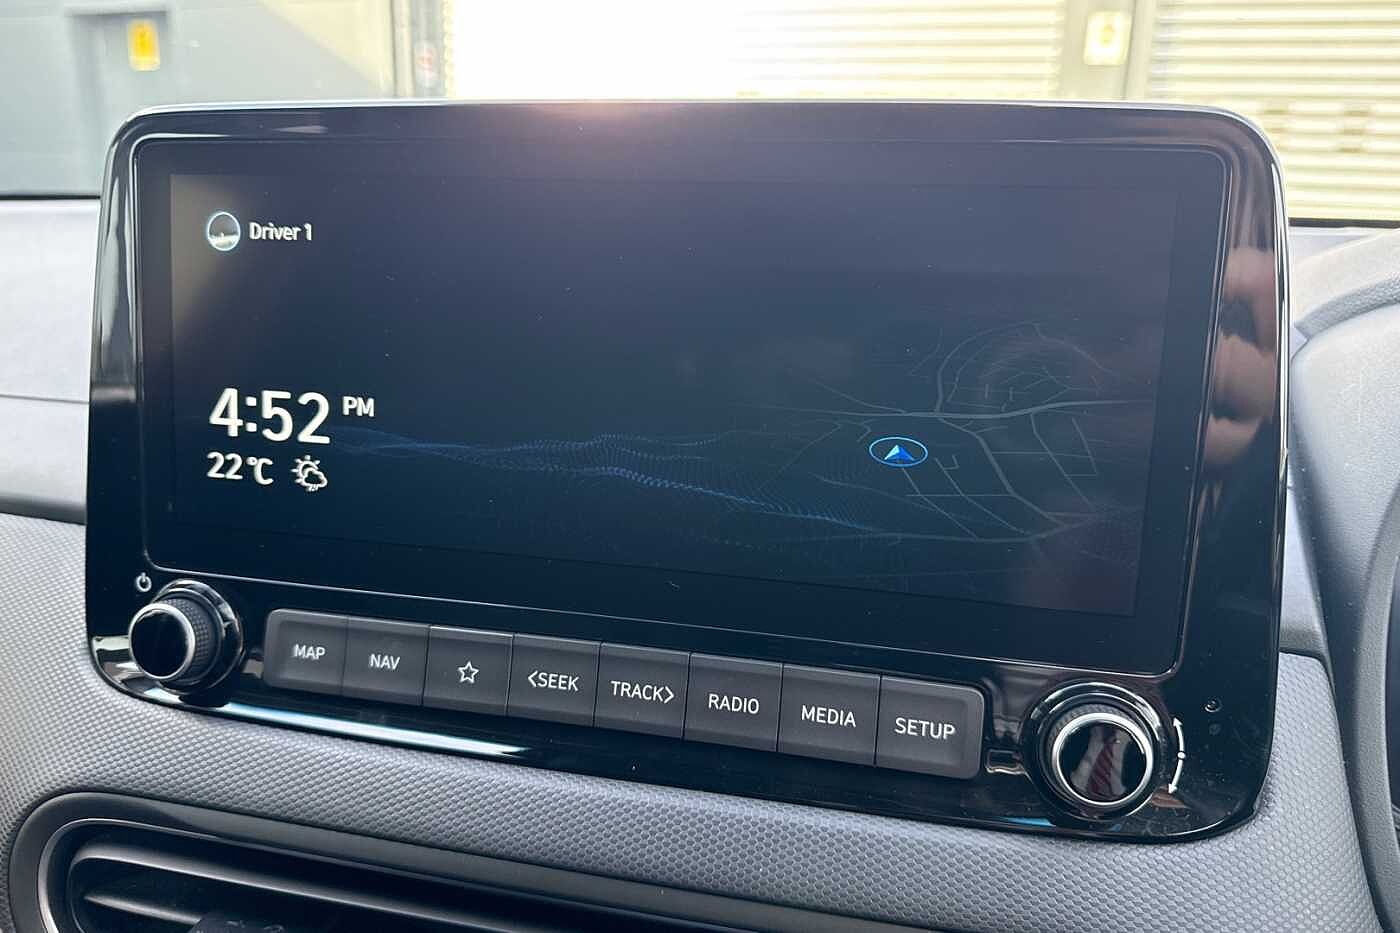 Driver 1
4:52 PM
22°C
MAP
NAV
<SEEK
TRACK>
RADIO
MEDIA
SETUP